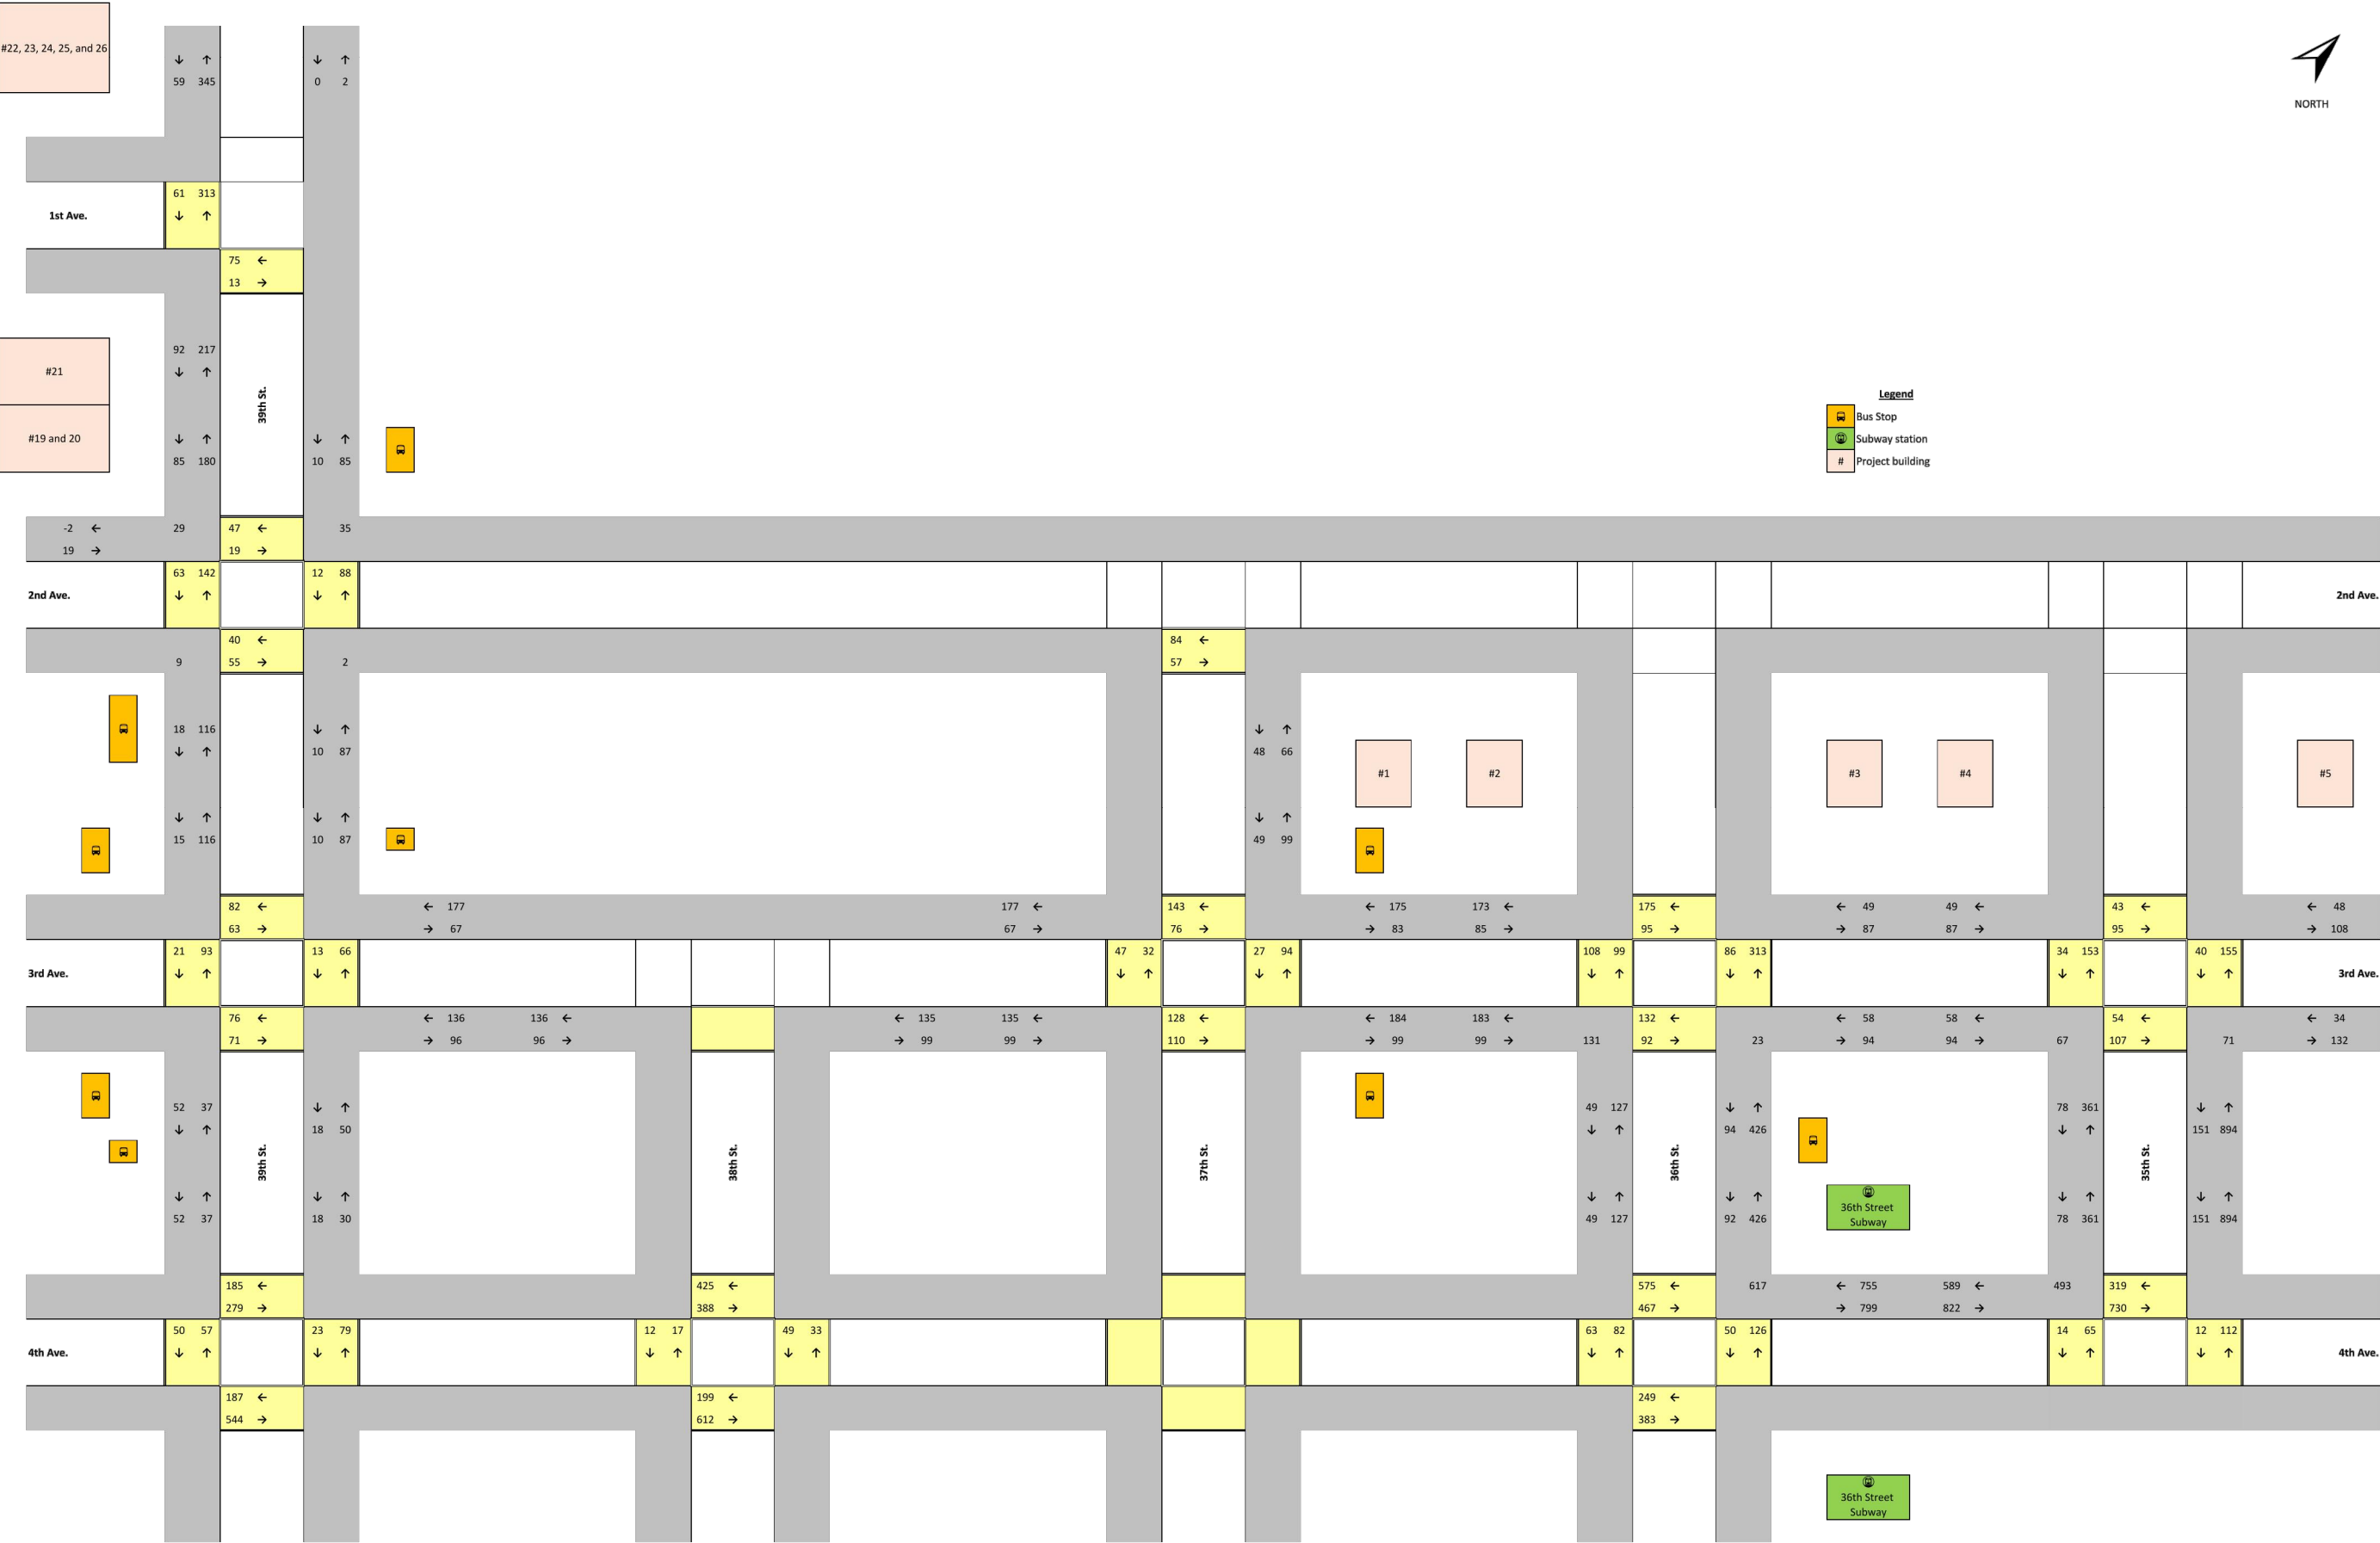 #22, 23, 24, 25, and 26
↓ ↑ ↓ ↑
59 345 0 2
NORTH
61 313
1st Ave. ↓ ↑
75 ←
13 →
92 217
#21 ↓ ↑
39th St.
Legend
Bus Stop
#19 and 20 ↓ ↑ ↓ ↑ Subway station
85 180 10 85 # Project building
-2 ← 29 47 ← 35
19 → 19 →
63 142 12 88
2nd Ave. ↓ ↑ ↓ ↑ 2nd Ave.
40 ← 84 ←
9 55 → 2 57 →
18 116 ↓ ↑ ↓ ↑
↓ ↑ 10 87 48 66
#1 #2 #3 #4 #5
↓ ↑ ↓ ↑ ↓ ↑
15 116 10 87 49 99
82 ← ← 177 177 ← 143 ← ← 175 173 ← 175 ← ← 49 49 ← 43 ← ← 48
63 → → 67 67 → 76 → → 83 85 → 95 → → 87 87 → 95 → → 108
21 93 13 66 47 32 27 94 108 99 86 313 34 153 40 155
3rd Ave. ↓ ↑ ↓ ↑ ↓ ↑ ↓ ↑ ↓ ↑ ↓ ↑ ↓ ↑ ↓ ↑ 3rd Ave.
76 ← ← 136 136 ← ← 135 135 ← 128 ← ← 184 183 ← 132 ← ← 58 58 ← 54 ← ← 34
71 → → 96 96 → → 99 99 → 110 → → 99 99 → 131 92 → 23 → 94 94 → 67 107 → 71 → 132
52 37 ↓ ↑ 49 127 ↓ ↑ 78 361 ↓ ↑
↓ ↑ 18 50 ↓ ↑ 94 426 ↓ ↑ 151 894
39th St. 38th St. 37th St. 36th St. 35th St.
↓ ↑ ↓ ↑ ↓ ↑ ↓ ↑ 36th Street ↓ ↑ ↓ ↑
52 37 18 30 49 127 92 426 Subway 78 361 151 894
185 ← 425 ← 575 ← 617 ← 755 589 ← 493 319 ←
279 → 388 → 467 → → 799 822 → 730 →
50 57 23 79 12 17 49 33 63 82 50 126 14 65 12 112
4th Ave. ↓ ↑ ↓ ↑ ↓ ↑ ↓ ↑ ↓ ↑ ↓ ↑ ↓ ↑ ↓ ↑ 4th Ave.
187 ← 199 ← 249 ←
544 → 612 → 383 →
36th Street
Subway